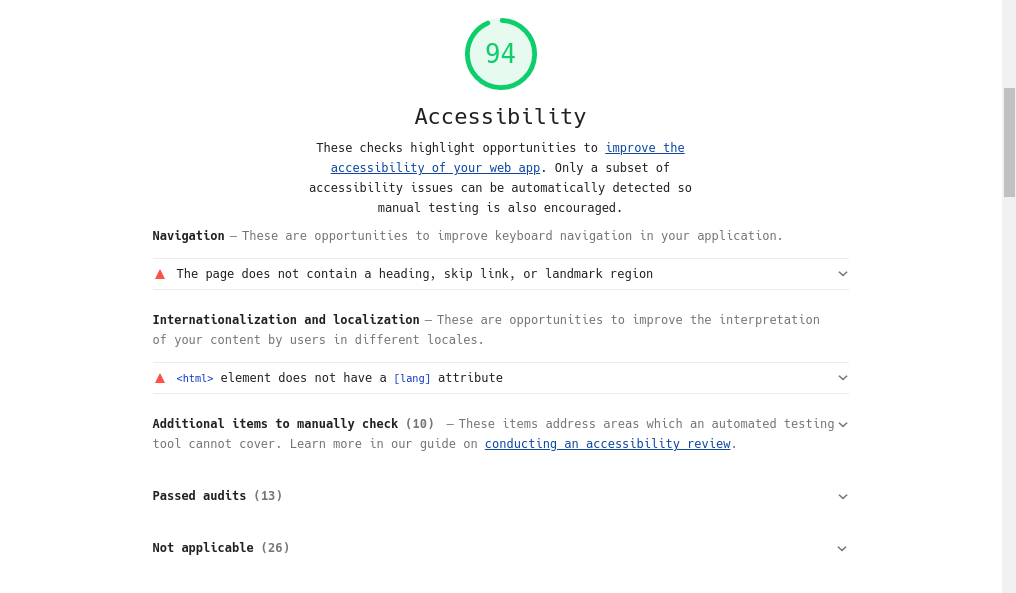 94
Accessibility
These checks highlight opportunities to improve the
accessibility of your web app. Only a subset of
accessibility issues can be automatically detected so
manual testing is also encouraged.
Navigation — These are opportunities to improve keyboard navigation in your application.
The page does not contain a heading, skip link, or landmark region
Internationalization and localization — These are opportunities to improve the interpretation
of your content by users in different locales.
<html> element does not have a [lang] attribute
Additional items to manually check (10) — These items address areas which an automated testing
tool cannot cover. Learn more in our guide on conducting an accessibility review.
Passed audits (13)
Not applicable (26)